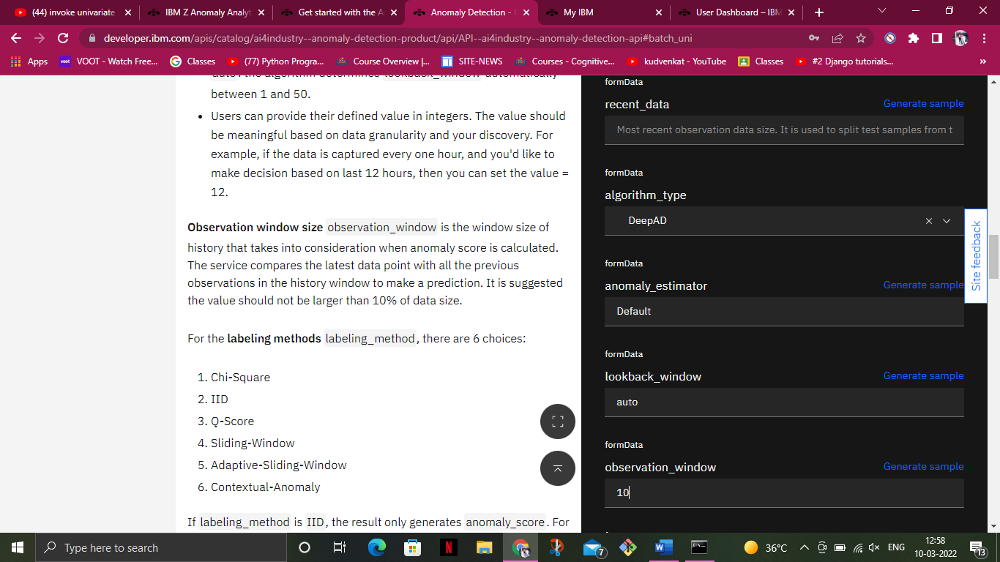 (44) invoke univariate
IBM Z Anomaly Analyt
Get started with the A
Anomaly Detection - I
My IBM
User Dashboard – IBM
developer.ibm.com/apis/catalog/ai4industry--anomaly-detection-product/api/API--ai4industry--anomaly-detection-api#batch_uni
Apps
voot
VOOT - Watch Free...
Classes
(77) Python Progra...
Course Overview |...
SITE-NEWS
Courses - Cognitive...
kudvenkat - YouTube
Classes
#2 Django tutorials...
»
auto: the algorithm determines lookback_window automatically
between 1 and 50.
• Users can provide their defined value in integers. The value should
be meaningful based on data granularity and your discovery. For
example, if the data is captured every one hour, and you'd like to
make decision based on last 12 hours, then you can set the value =
12.
Observation window size observation_window is the window size of
history that takes into consideration when anomaly score is calculated.
The service compares the latest data point with all the previous
observations in the history window to make a prediction. It is suggested
the value should not be larger than 10% of data size.
For the labeling methods labeling_method, there are 6 choices:
1. Chi-Square
2. IID
3. Q-Score
4. Sliding-Window
5. Adaptive-Sliding-Window
6. Contextual-Anomaly
If labeling_method is IID, the result only generates anomaly_score. For
formData
recent_data
Generate sample
Most recent observation data size. It is used to split test samples from t
formData
algorithm_type
DeepAD
formData
anomaly_estimator
Generate sample
Default
formData
lookback_window
Generate sample
auto
formData
observation_window
Generate sample
10
Site feedback
Type here to search
7
36°C
ENG
12:58
10-03-2022
13